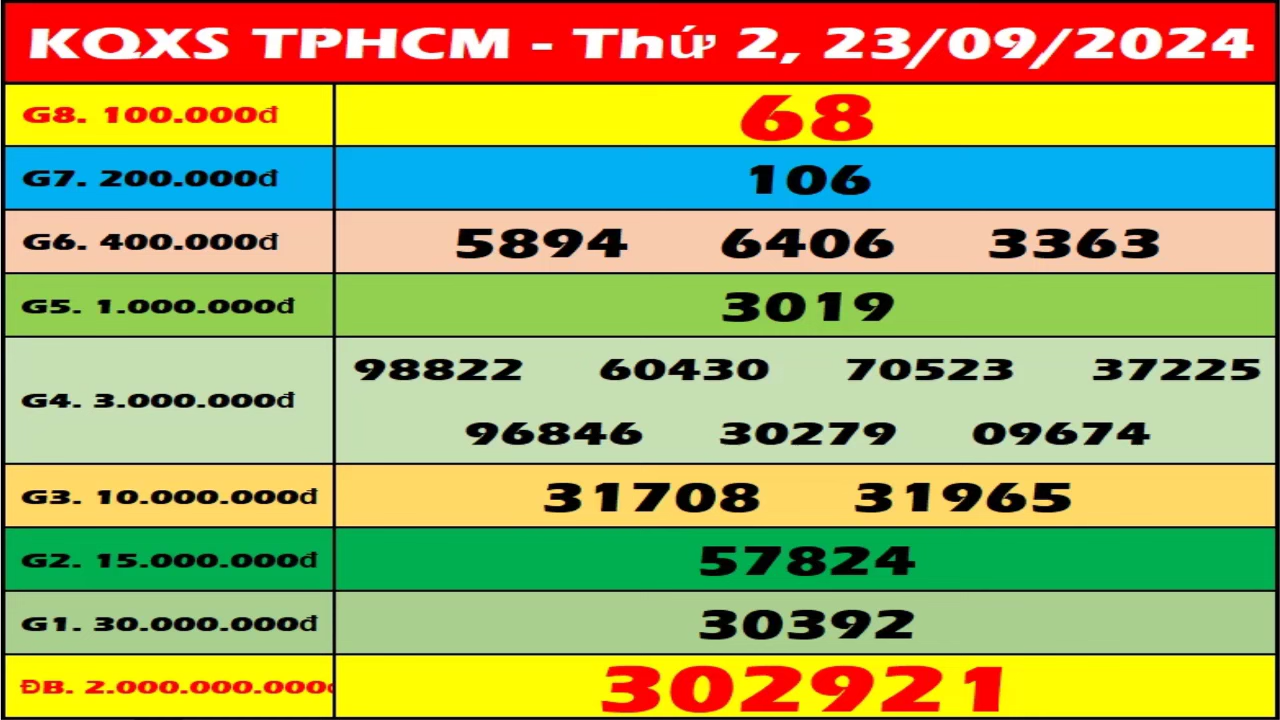 KQXS TPHCM - Thứ 2, 23/09/2024
G8. 100.000đ 68
G7. 200.000đ 106
G6. 400.000đ 5894 6406 3363
G5. 1.000.000đ 3019
G4. 3.000.000đ 98822 60430 70523 37225
96846 30279 09674
G3. 10.000.000đ 31708 31965
G2. 15.000.000đ 57824
G1. 30.000.000đ 30392
ĐB. 2.000.000.000đ 302921